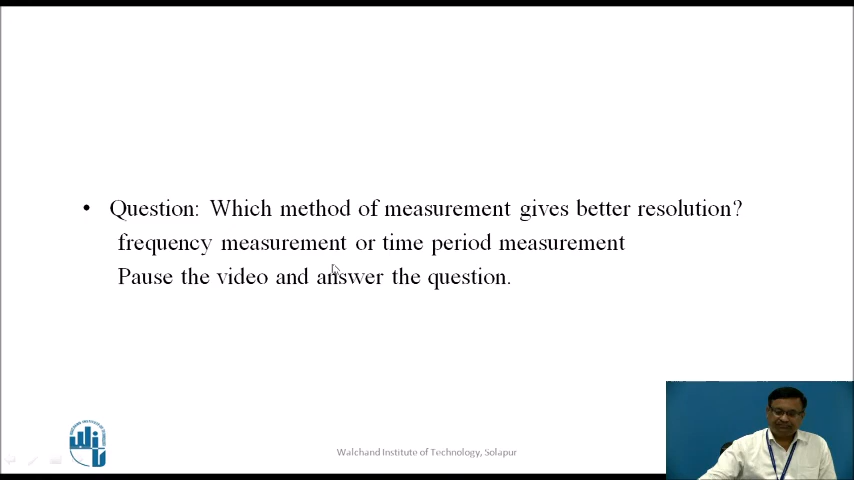 • Question: Which method of measurement gives better resolution?
frequency measurement or time period measurement
Pause the video and answer the question.
Walchand Institute of Technology, Solapur